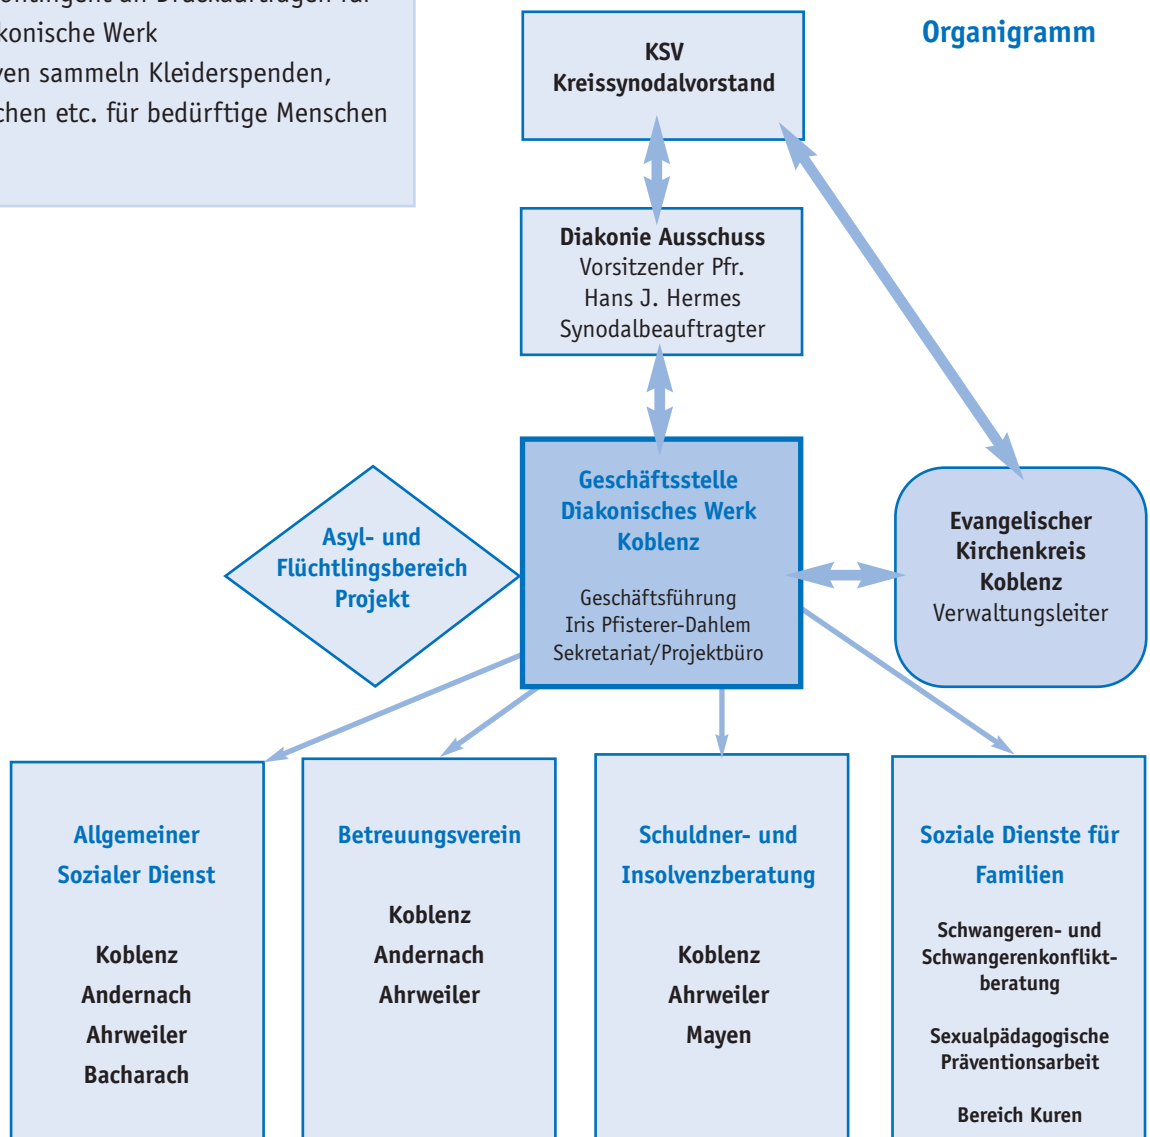 konische Werk
ven sammeln Kleiderspenden,
chen etc. für bedürftige Menschen
Organigramm
KSV
Kreissynodalvorstand
Diakonie Ausschuss
Vorsitzender Pfr.
Hans J. Hermes
Synodalbeauftragter
Geschäftsstelle
Diakonisches Werk
Koblenz
Geschäftsführung
Iris Pfisterer-Dahlem
Sekretariat/Projektbüro
Asyl- und
Flüchtlingsbereich
Projekt
Evangelischer
Kirchenkreis
Koblenz
Verwaltungsleiter
Allgemeiner
Sozialer Dienst
Koblenz
Andernach
Ahrweiler
Bacharach
Betreuungsverein
Koblenz
Andernach
Ahrweiler
Schuldner- und
Insolvenzberatung
Koblenz
Ahrweiler
Mayen
Soziale Dienste für
Familien
Schwangeren- und
Schwangerenkonflikt-
beratung
Sexualpädagogische
Präventionsarbeit
Bereich Kuren